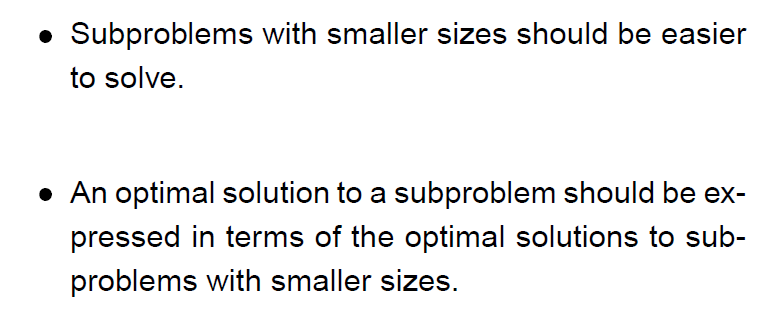 ● Subproblems with smaller sizes should be easier
to solve.
● An optimal solution to a subproblem should be ex-
pressed in terms of the optimal solutions to sub-
problems with smaller sizes.